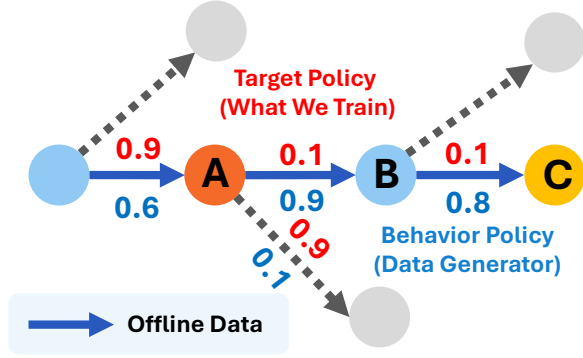 Target Policy
(What We Train)
0.9
0.1
0.1
A
B
C
0.6
0.9
0.8
0.9
0.1
Behavior Policy
(Data Generator)
Offline Data